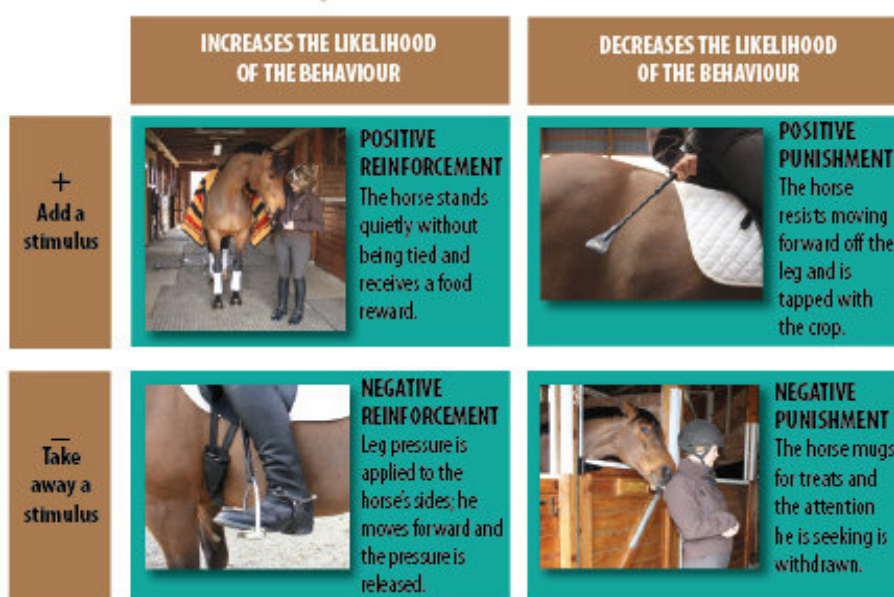 INCREASES THE LIKELIHOOD
OF THE BEHAVIOUR
DECREASES THE LIKELIHOOD
OF THE BEHAVIOUR
+
Add a
stimulus
POSITIVE
REINFORCEMENT
The horse stands
quietly without
being tied and
receives a food
reward.
POSITIVE
PUNISHMENT
The horse
resists moving
forward off the
leg and is
tapped with
the crop.
–
Take
away a
stimulus
NEGATIVE
REINFORCEMENT
Leg pressure is
applied to the
horse's sides; he
moves forward and
the pressure is
released.
NEGATIVE
PUNISHMENT
The horse mugs
for treats and
the attention
he is seeking is
withdrawn.